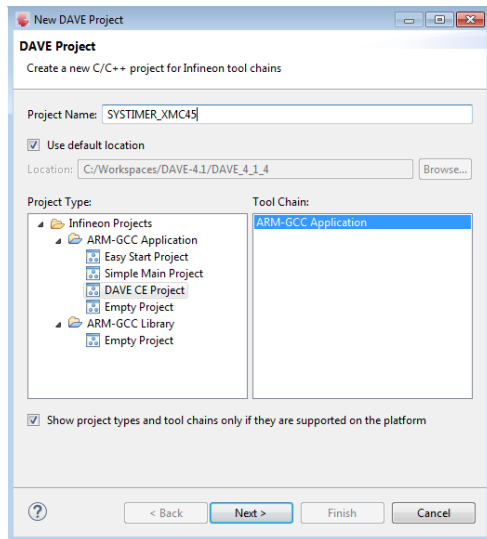 New DAVE Project
DAVE Project
Create a new C/C++ project for Infineon tool chains
Project Name: SYSTIMER_XMC45
Use default location
Location: C:/Workspaces/DAVE-4.1/DAVE_4_1_4 Browse...
Project Type: Tool Chain:
Infineon Projects ARM-GCC Application
ARM-GCC Application
Easy Start Project
Simple Main Project
DAVE CE Project
Empty Project
ARM-GCC Library
Empty Project
Show project types and tool chains only if they are supported on the platform
? < Back Next > Finish Cancel